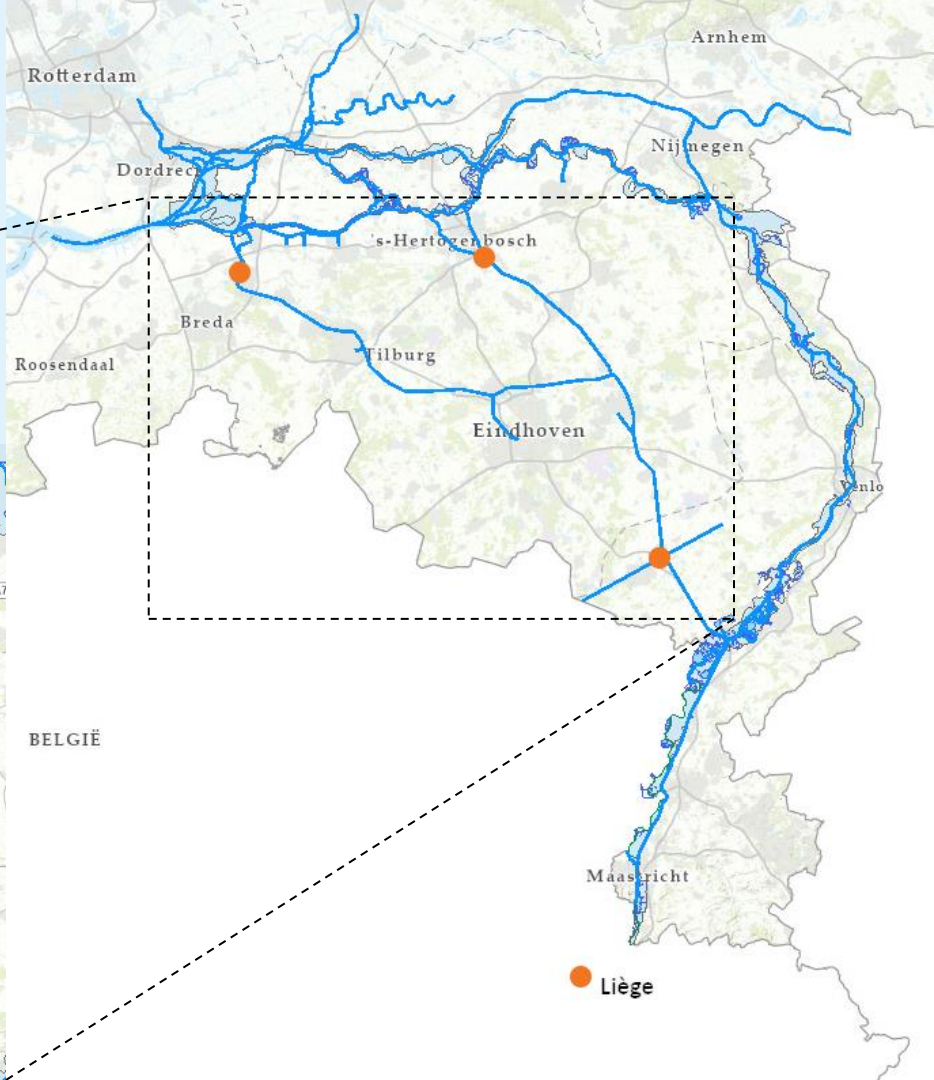 Arnhem
Rotterdam
Nijmegen
Dordrec
's-Hertogenbosch
Breda
Tilburg
Roosendaal
Eindhoven
Venlo
BELGIË
Maastricht
Liège